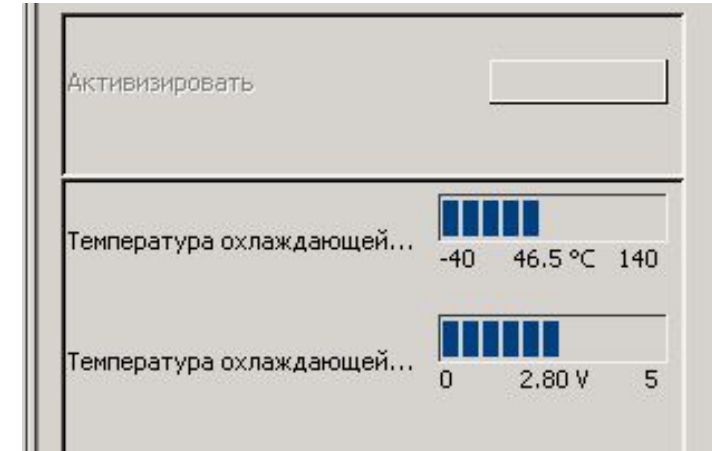 Активизировать
Температура охлаждающей...
-40 46.5 °C 140
Температура охлаждающей...
0 2.80 V 5